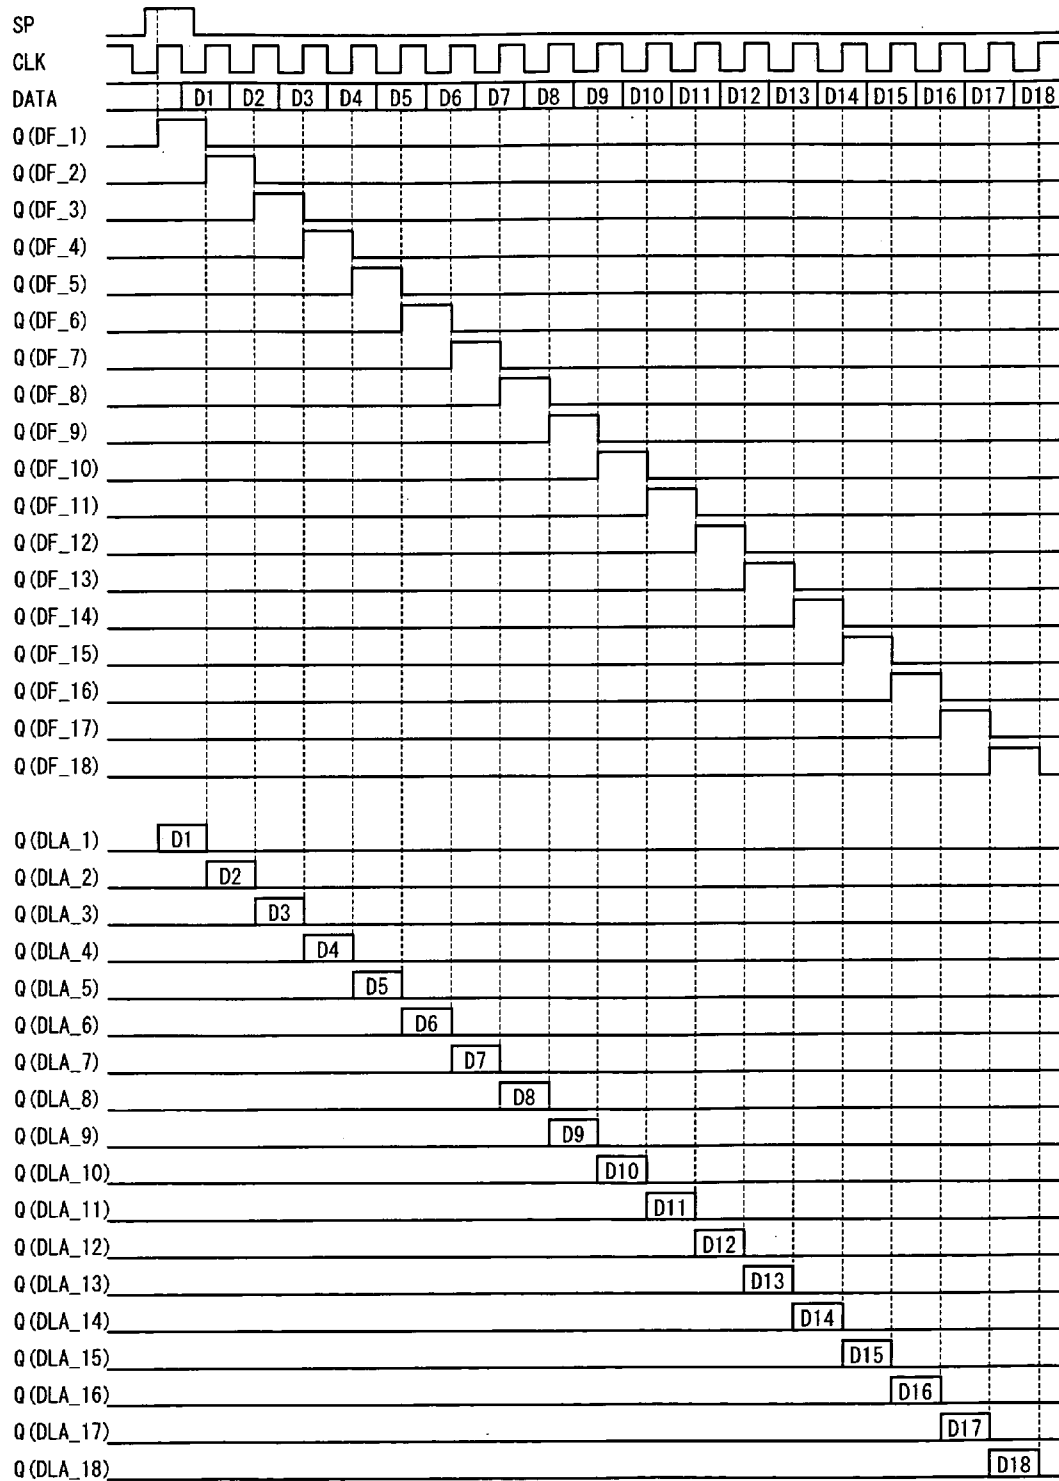 SP
CLK
DATA D1 D2 D3 D4 D5 D6 D7 D8 D9 D10 D11 D12 D13 D14 D15 D16 D17 D18
Q(DF_1)
Q(DF_2)
Q(DF_3)
Q(DF_4)
Q(DF_5)
Q(DF_6)
Q(DF_7)
Q(DF_8)
Q(DF_9)
Q(DF_10)
Q(DF_11)
Q(DF_12)
Q(DF_13)
Q(DF_14)
Q(DF_15)
Q(DF_16)
Q(DF_17)
Q(DF_18)
Q(DLA_1) D1
Q(DLA_2) D2
Q(DLA_3) D3
Q(DLA_4) D4
Q(DLA_5) D5
Q(DLA_6) D6
Q(DLA_7) D7
Q(DLA_8) D8
Q(DLA_9) D9
Q(DLA_10) D10
Q(DLA_11) D11
Q(DLA_12) D12
Q(DLA_13) D13
Q(DLA_14) D14
Q(DLA_15) D15
Q(DLA_16) D16
Q(DLA_17) D17
Q(DLA_18) D18